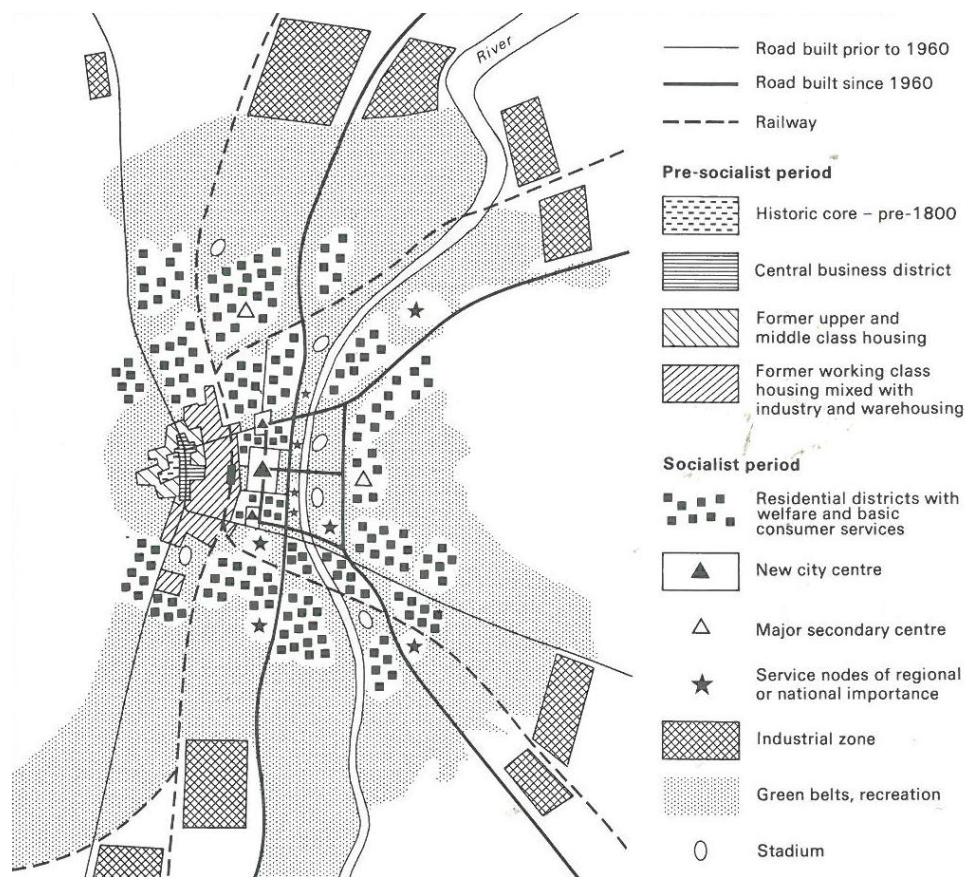 River
Road built prior to 1960
Road built since 1960
Railway
Pre-socialist period
Historic core – pre-1800
Central business district
Former upper and
middle class housing
Former working class
housing mixed with
industry and warehousing
Socialist period
Residential districts with
welfare and basic
consumer services
New city centre
Major secondary centre
Service nodes of regional
or national importance
Industrial zone
Green belts, recreation
Stadium